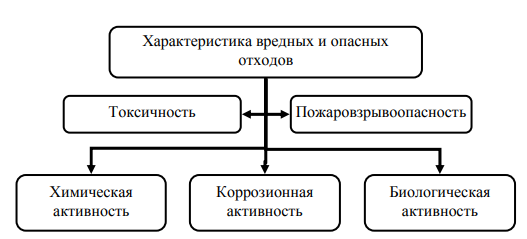 Характеристика вредных и опасных
отходов
Токсичность
Пожаровзрывоопасность
Химическая
активность
Коррозионная
активность
Биологическая
активность